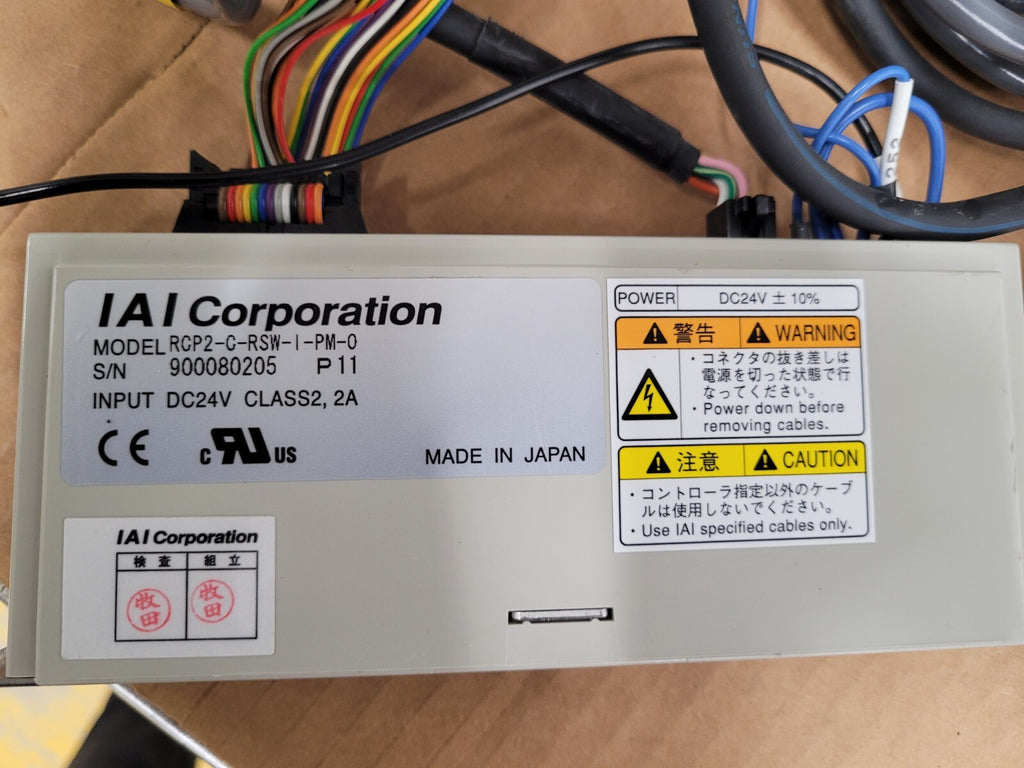 IAI Corporation
MODEL RCP2-C-RSW-I-PM-0
S/N 900080205 P11
INPUT DC24V CLASS2, 2A
CE c RU US
MADE IN JAPAN
IAI Corporation
検査 組立
牧田 牧田
POWER DC24V ± 10%
警告 WARNING
・コネクタの抜き差しは
電源を切った状態で行
なってください。
・Power down before
removing cables.
注意 CAUTION
・コントローラ指定以外のケーブ
ルは使用しないでください。
・Use IAI specified cables only.